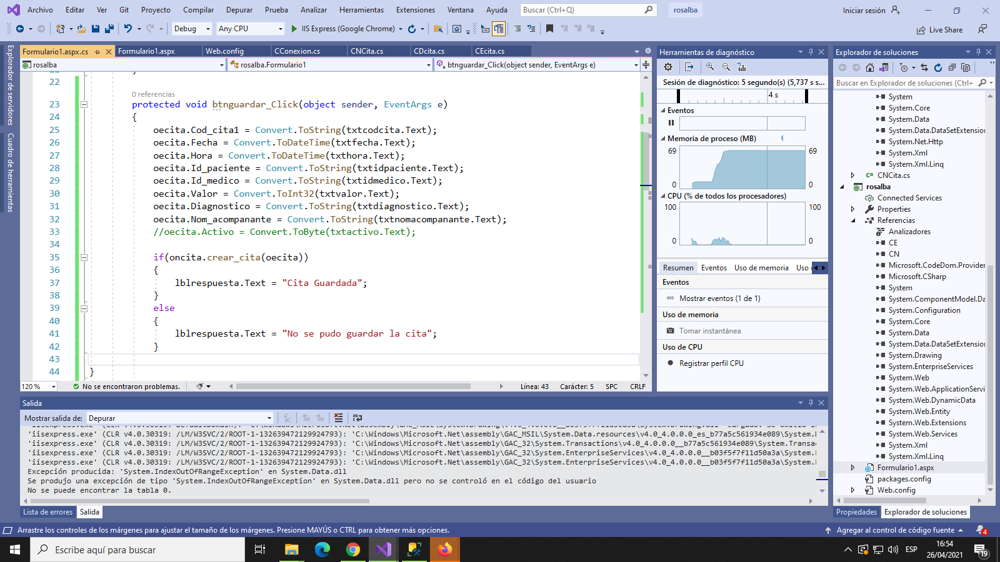 Archivo Editar Ver Git Proyecto Compilar Depurar Prueba Analizar Herramientas Extensiones Ventana Ayuda Buscar (Ctrl+Q) rosalba Iniciar sesión
Debug Any CPU IIS Express (Google Chrome) Live Share
Explorador de servidores
Cuadro de herramientas
Formulario1.aspx.cs Formulario1.aspx Web.config CConexion.cs CNCita.cs CDcita.cs CEcita.cs
rosalba rosalba.Formulario1 btnguardar_Click(object sender, EventArgs e)
22
0 referencias
23 protected void btnguardar_Click(object sender, EventArgs e)
24 {
25 oecita.Cod_cita1 = Convert.ToString(txtcodcita.Text);
26 oecita.Fecha = Convert.ToDateTime(txtfecha.Text);
27 oecita.Hora = Convert.ToDateTime(txthora.Text);
28 oecita.Id_paciente = Convert.ToString(txtidpaciente.Text);
29 oecita.Id_medico = Convert.ToString(txtidmedico.Text);
30 oecita.Valor = Convert.ToInt32(txtvalor.Text);
31 oecita.Diagnostico = Convert.ToString(txtdiagnostico.Text);
32 oecita.Nom_acompanante = Convert.ToString(txtnomacompanante.Text);
33 //oecita.Activo = Convert.ToByte(txtactivo.Text);
34
35 if(oncita.crear_cita(oecita))
36 {
37 lblrespuesta.Text = "Cita Guardada";
38 }
39 else
40 {
41 lblrespuesta.Text = "No se pudo guardar la cita";
42 }
43
44 }
120 % No se encontraron problemas. Línea: 43 Carácter: 5 SPC CRLF
Herramientas de diagnóstico
Sesión de diagnóstico: 5 segundo(s) (5,737 s s...
4 s
Eventos
Memoria de proceso (MB)
69 69
0 0
CPU (% de todos los procesadores)
100 100
0 0
Resumen Eventos Uso de memoria Uso
Eventos
Mostrar eventos (1 de 1)
Uso de memoria
Tomar instantánea
Uso de CPU
Registrar perfil CPU
Explorador de soluciones
Buscar en Explorador de soluciones (Ctrl+
System
System.Core
System.Data
System.Data.DataSetExtension
System.Net.Http
System.Xml
System.Xml.Linq
C# CNCita.cs
rosalba
Connected Services
Properties
Referencias
Analizadores
CE
CN
Microsoft.CodeDom.Provider
Microsoft.CSharp
System
System.ComponentModel.Da
System.Configuration
System.Core
System.Data
System.Data.DataSetExtension
System.Drawing
System.EnterpriseServices
System.Web
System.Web.ApplicationServi
System.Web.DynamicData
System.Web.Entity
System.Web.Extensions
System.Web.Services
System.Xml
System.Xml.Linq
Formulario1.aspx
packages.config
Web.config
Propiedades Explorador de soluciones
Salida
Mostrar salida de: Depurar
'iisexpress.exe' (CLR v4.0.30319: /LM/W3SVC/2/ROOT-1-132639472129924793): 'C:\Windows\Microsoft.Net\assembly\GAC_MSIL\System.Data.resources\v4.0_4.0.0.0_es_b77a5c561934e089\System.
'iisexpress.exe' (CLR v4.0.30319: /LM/W3SVC/2/ROOT-1-132639472129924793): 'C:\Windows\Microsoft.Net\assembly\GAC_32\System.Transactions\v4.0_4.0.0.0__b77a5c561934e089\System.Transac
'iisexpress.exe' (CLR v4.0.30319: /LM/W3SVC/2/ROOT-1-132639472129924793): 'C:\Windows\Microsoft.Net\assembly\GAC_32\System.EnterpriseServices\v4.0_4.0.0.0__b03f5f7f11d50a3a\System.
'iisexpress.exe' (CLR v4.0.30319: /LM/W3SVC/2/ROOT-1-132639472129924793): 'C:\Windows\Microsoft.Net\assembly\GAC_32\System.EnterpriseServices\v4.0_4.0.0.0__b03f5f7f11d50a3a\System.
Excepción producida: 'System.IndexOutOfRangeException' en System.Data.dll
Se produjo una excepción de tipo 'System.IndexOutOfRangeException' en System.Data.dll pero no se controló en el código del usuario
No se puede encontrar la tabla 0.
Lista de errores Salida
Arrastre los controles de los márgenes para ajustar el tamaño de los márgenes. Presione MAYÚS o CTRL para obtener más opciones. Agregar al control de código fuente 4
Escribe aquí para buscar ESP 16:54
26/04/2021 19